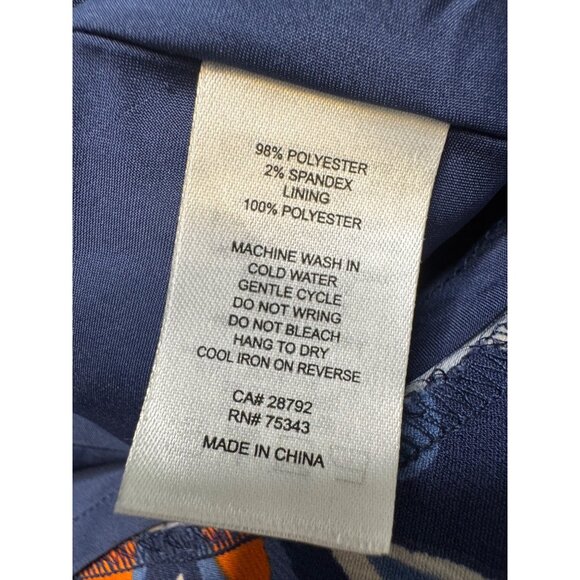 98% POLYESTER
2% SPANDEX
LINING
100% POLYESTER
MACHINE WASH IN
COLD WATER
GENTLE CYCLE
DO NOT WRING
DO NOT BLEACH
HANG TO DRY
COOL IRON ON REVERSE
CA# 28792
RN# 75343
MADE IN CHINA